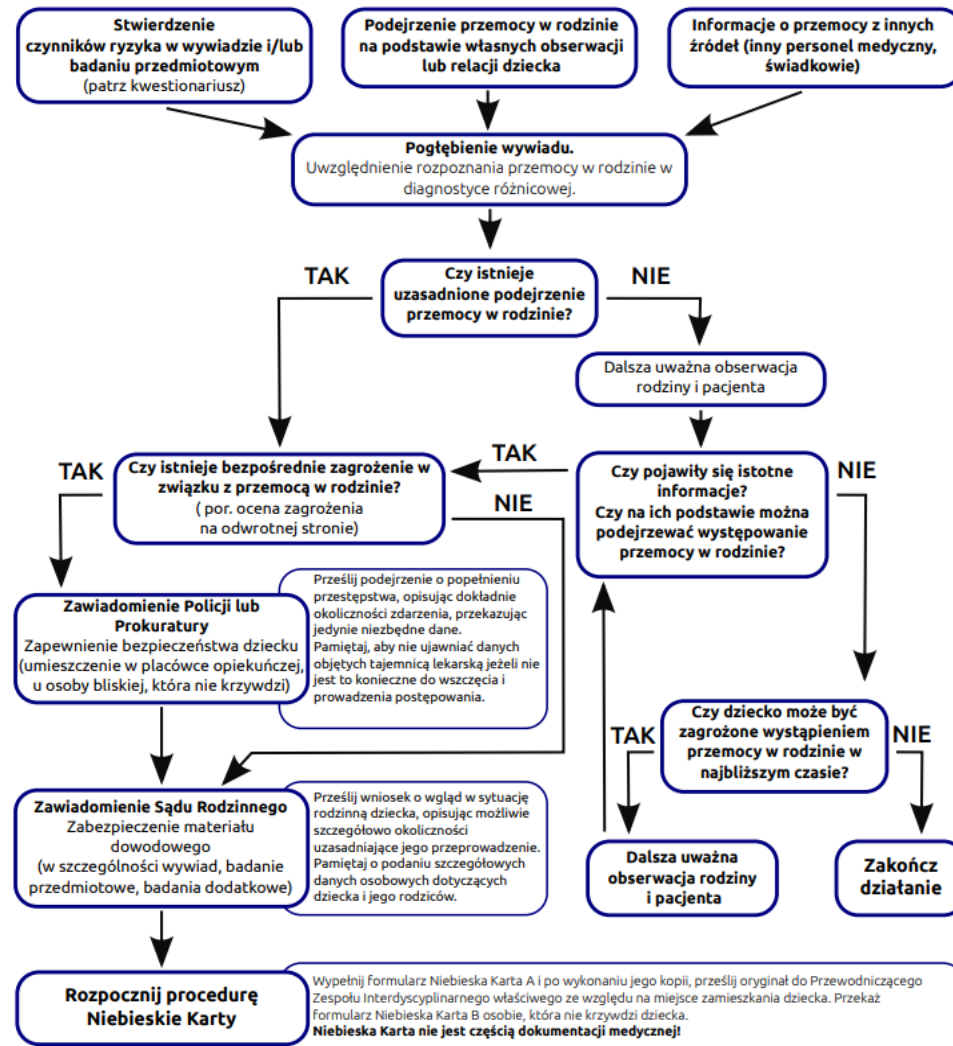 Stwierdzenie
czynników ryzyka w wywiadzie i/lub
badaniu przedmiotowym
(patrz kwestionariusz)
Podejrzenie przemocy w rodzinie
na podstawie własnych obserwacji
lub relacji dziecka
Informacje o przemocy z innych
źródeł (inny personel medyczny,
świadkowie)
Pogłębienie wywiadu.
Uwzględnienie rozpoznania przemocy w rodzinie w
diagnostyce różnicowej.
TAK
Czy istnieje
uzasadnione podejrzenie
przemocy w rodzinie?
NIE
Dalsza uważna obserwacja
rodziny i pacjenta
TAK
Czy istnieje bezpośrednie zagrożenie w
związku z przemocą w rodzinie?
( por. ocena zagrożenia
na odwrotnej stronie)
TAK
NIE
Czy pojawiły się istotne
informacje?
Czy na ich podstawie można
podejrzewać występowanie
przemocy w rodzinie?
NIE
Zawiadomienie Policji lub
Prokuratury
Zapewnienie bezpieczeństwa dziecku
(umieszczenie w placówce opiekuńczej,
u osoby bliskiej, która nie krzywdzi)
Prześlij podejrzenie o popełnieniu
przestępstwa, opisując dokładnie
okoliczności zdarzenia, przekazując
jedynie niezbędne dane.
Pamiętaj, aby nie ujawniać danych
objętych tajemnicą lekarską jeżeli nie
jest to konieczne do wszczęcia i
prowadzenia postępowania.
TAK
Czy dziecko może być
zagrożone wystąpieniem
przemocy w rodzinie w
najbliższym czasie?
NIE
Zawiadomienie Sądu Rodzinnego
Zabezpieczenie materiału
dowodowego
(w szczególności wywiad, badanie
przedmiotowe, badania dodatkowe)
Prześlij wniosek o wgląd w sytuację
rodzinną dziecka, opisując możliwie
szczegółowo okoliczności
uzasadniające jego przeprowadzenie.
Pamiętaj o podaniu szczegółowych
danych osobowych dotyczących
dziecka i jego rodziców.
Dalsza uważna
obserwacja rodziny
i pacjenta
Zakończ
działanie
Rozpocznij procedurę
Niebieskie Karty
Wypełnij formularz Niebieska Karta A i po wykonaniu jego kopii, prześlij oryginał do Przewodniczącego
Zespołu Interdyscyplinarnego właściwego ze względu na miejsce zamieszkania dziecka. Przekaż
formularz Niebieska Karta B osobie, która nie krzywdzi dziecka.
Niebieska Karta nie jest częścią dokumentacji medycznej!